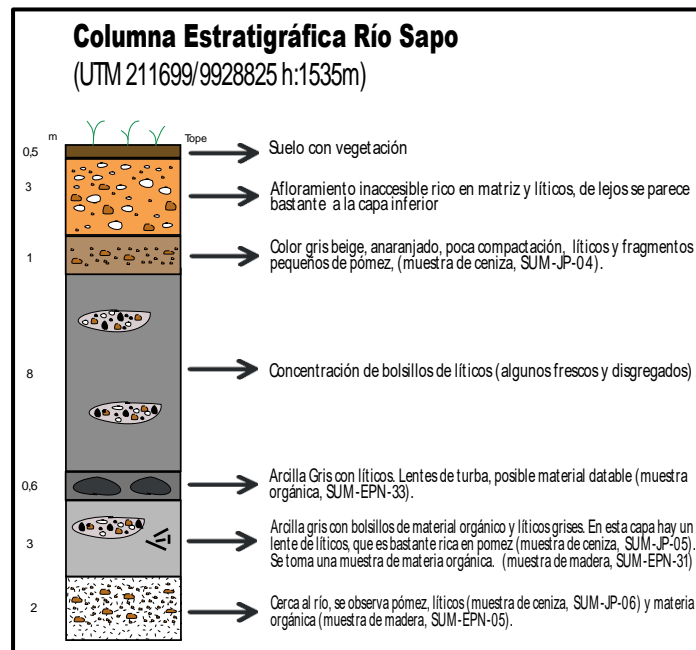 Columna Estratigráfica Río Sapo
(UTM 211699/9928825 h:1535m)
m
Tope
0,5
Suelo con vegetación
3
Afloramiento inaccesible rico en matriz y líticos, de lejos se parece
bastante a la capa inferior
1
Color gris beige, anaranjado, poca compactación, líticos y fragmentos
pequeños de pómez, (muestra de ceniza, SUM-JP-04).
8
Concentración de bolsillos de líticos (algunos frescos y disgregados)
0,6
Arcilla Gris con líticos. Lentes de turba, posible material datable (muestra
orgánica, SUM-EPN-33).
3
Arcilla gris con bolsillos de material orgánico y líticos grises. En esta capa hay un
lente de líticos, que es bastante rica en pomez (muestra de ceniza, SUM-JP-05).
Se toma una muestra de materia orgánica. (muestra de madera, SUM-EPN-31)
2
Cerca al río, se observa pómez, líticos (muestra de ceniza, SUM-JP-06) y materia
orgánica (muestra de madera, SUM-EPN-05).